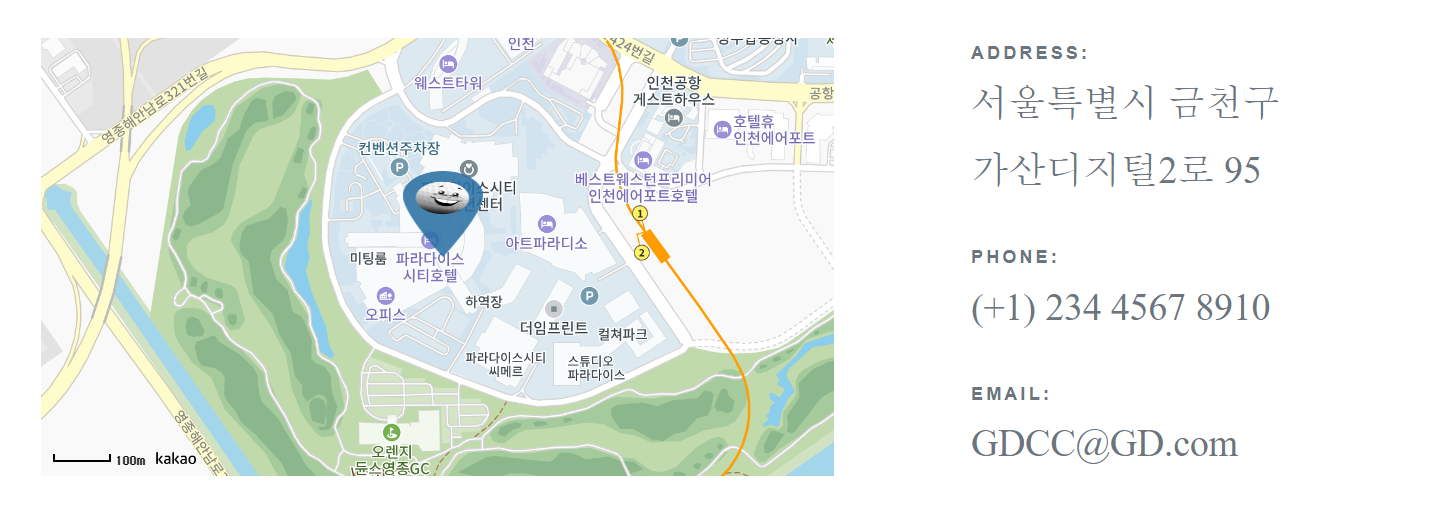 인천
424번길
웨스트타워
인천공항
게스트하우스
공항
영종해안남로321번길
호텔휴
인천에어포트
컨벤션주차장
P
이스시티
센터
베스트웨스턴프리미어
인천에어포트호텔
1
2
아트파라디소
미팅룸
파라다이스
시티호텔
오피스
하역장
P
더임프린트
컬쳐파크
파라다이스시티
씨메르
스튜디오
파라다이스
영종해안남로
오렌지
듄스영종GC
100m
kakao
ADDRESS:
서울특별시 금천구
가산디지털2로 95
PHONE:
(+1) 234 4567 8910
EMAIL:
GDCC@GD.com